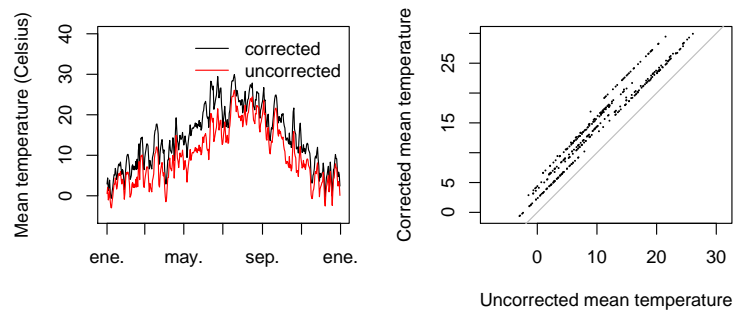 Mean temperature (Celsius)
40
30
20
10
0
corrected
uncorrected
ene.
may.
sep.
ene.
Corrected mean temperature
25
15
5
0
0
10
20
30
Uncorrected mean temperature